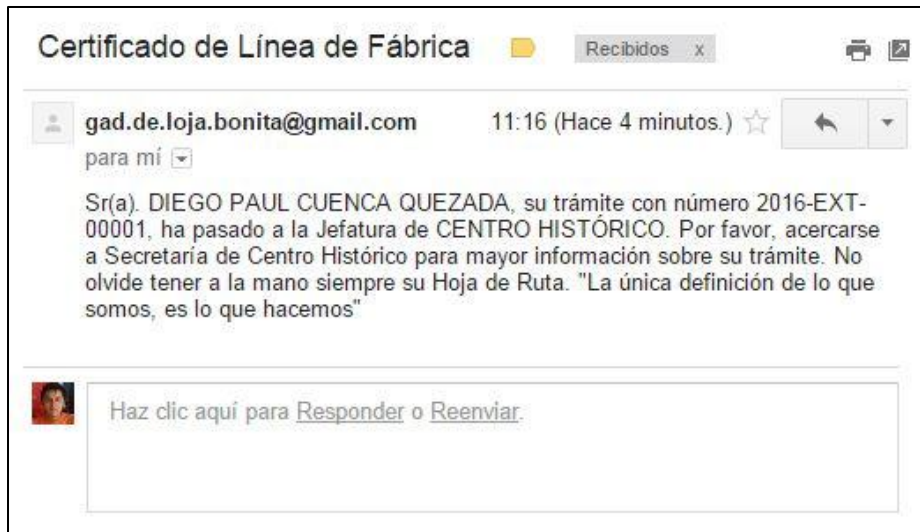 Certificado de Línea de Fábrica
Recibidos x
gad.de.loja.bonita@gmail.com 11:16 (Hace 4 minutos.)
para mí
Sr(a). DIEGO PAUL CUENCA QUEZADA, su trámite con número 2016-EXT-
00001, ha pasado a la Jefatura de CENTRO HISTÓRICO. Por favor, acercarse
a Secretaría de Centro Histórico para mayor información sobre su trámite. No
olvide tener a la mano siempre su Hoja de Ruta. "La única definición de lo que
somos, es lo que hacemos"
Haz clic aquí para Responder o Reenviar.